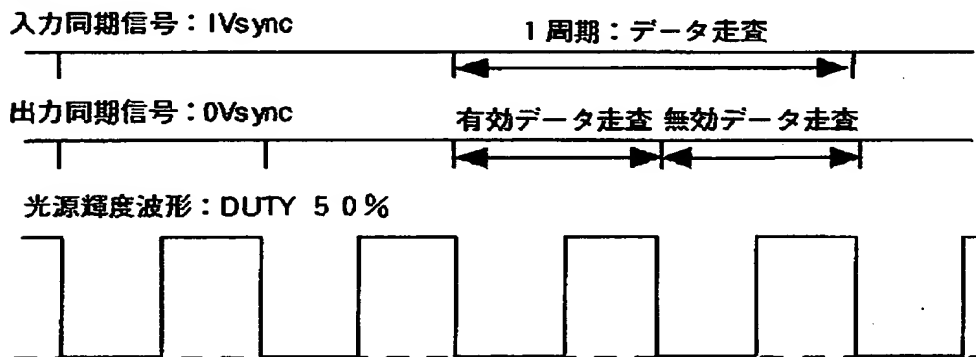 入力同期信号：IVsync
1周期：データ走査
出力同期信号：0Vsync
有効データ走査 無効データ走査
光源輝度波形：DUTY 50％